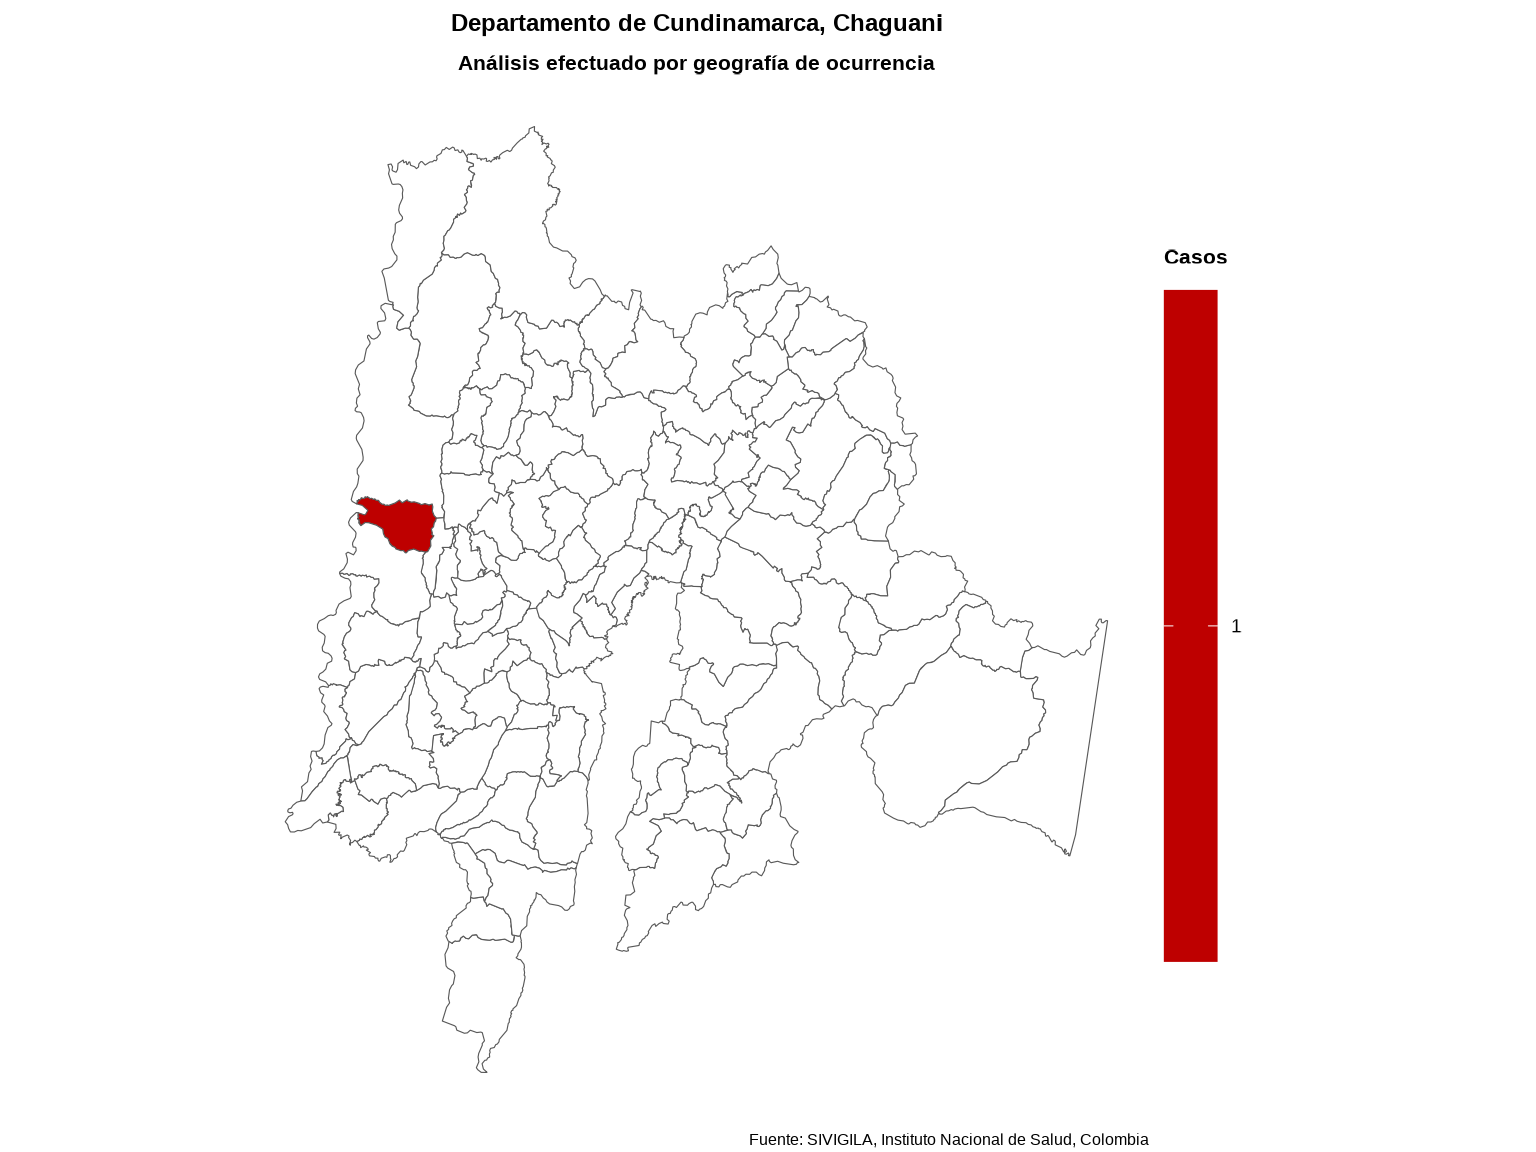 Departamento de Cundinamarca, Chaguani
Análisis efectuado por geografía de ocurrencia
Casos
1
Fuente: SIVIGILA, Instituto Nacional de Salud, Colombia